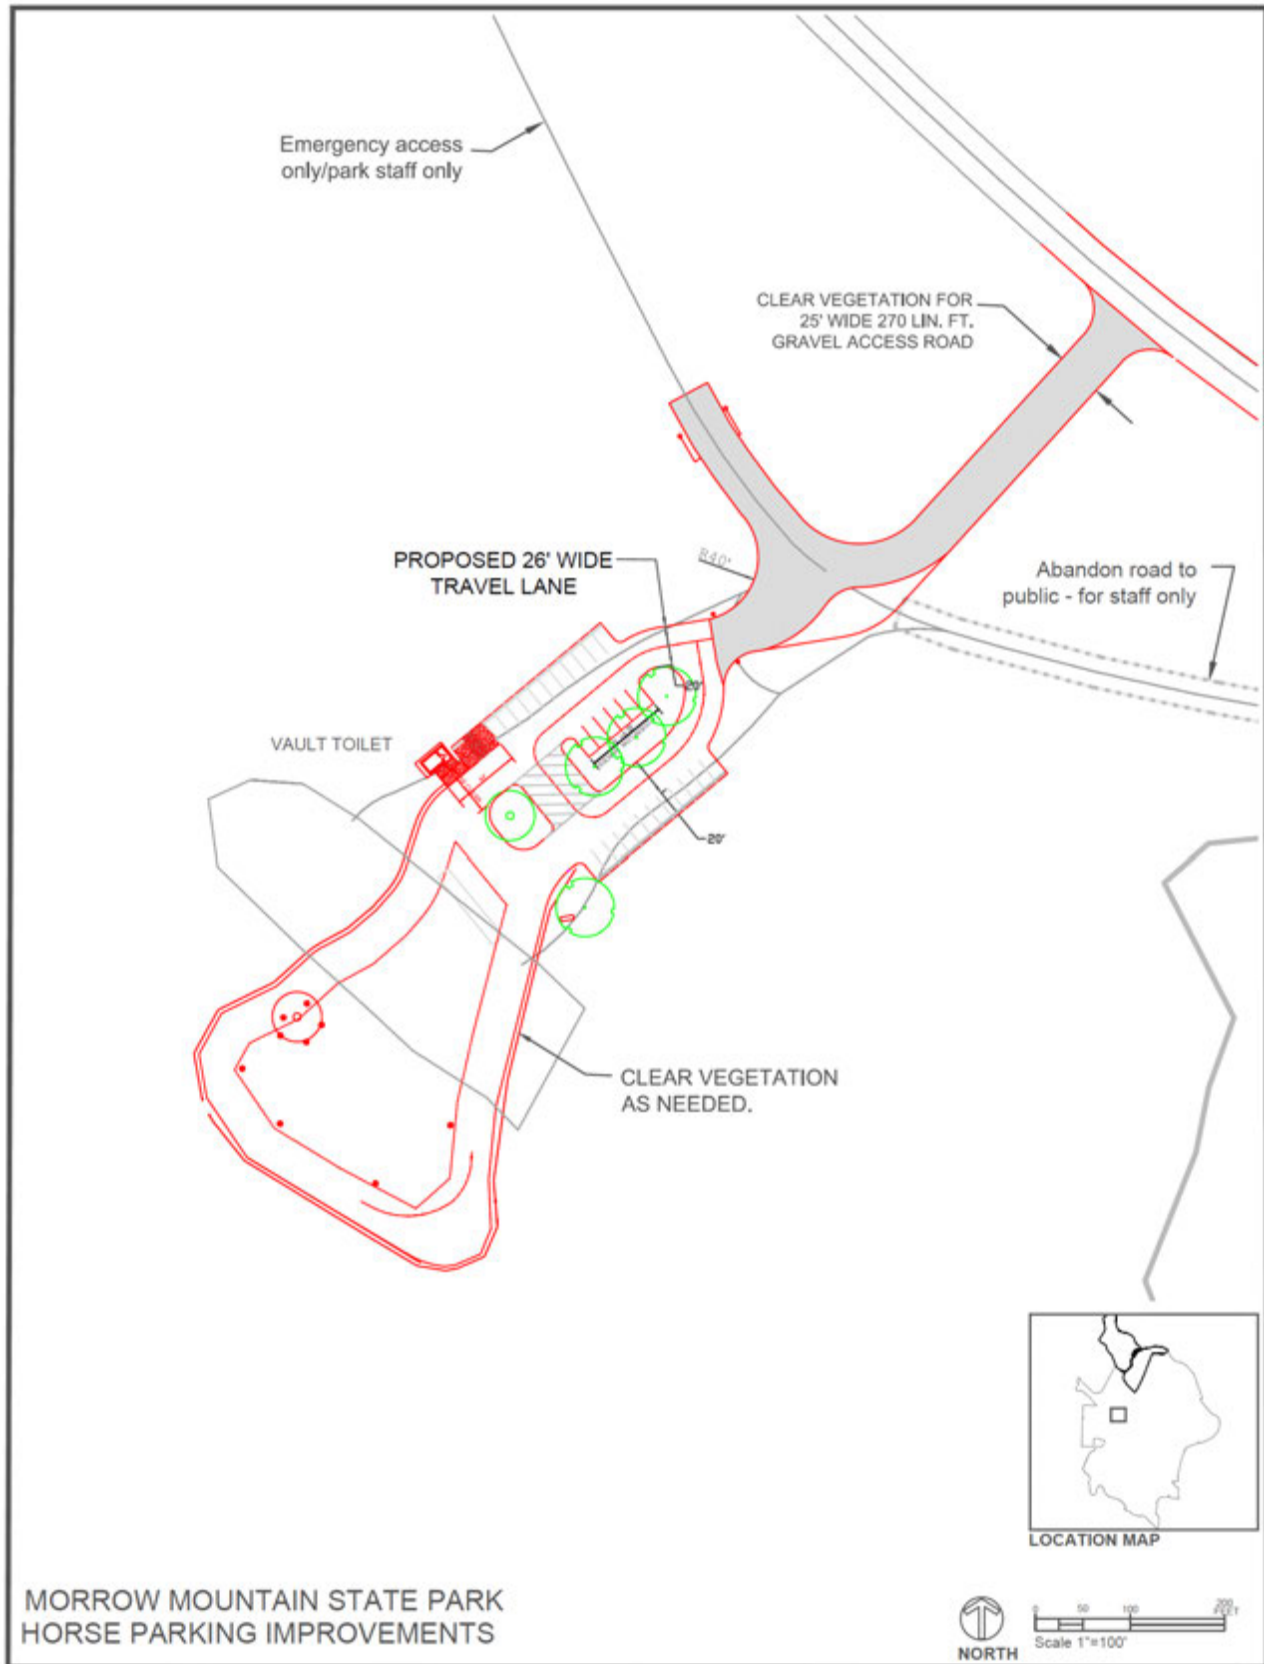 Emergency access
only/park staff only
CLEAR VEGETATION FOR
25' WIDE 270 LIN. FT.
GRAVEL ACCESS ROAD
PROPOSED 26' WIDE
TRAVEL LANE
R40'
Abandon road to
public - for staff only
VAULT TOILET
20'
CLEAR VEGETATION
AS NEEDED.
LOCATION MAP
MORROW MOUNTAIN STATE PARK
HORSE PARKING IMPROVEMENTS
NORTH
0 50 100 200
FEET
Scale 1"=100'